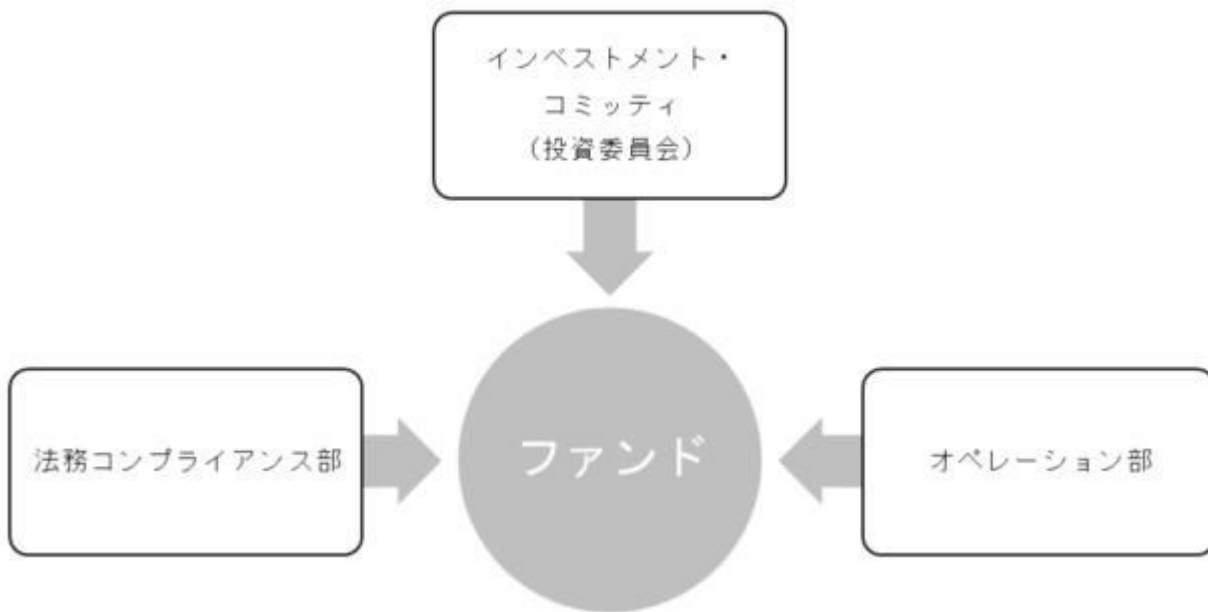 インベストメント・
コミッティ
（投資委員会）
法務コンプライアンス部
ファンド
オペレーション部